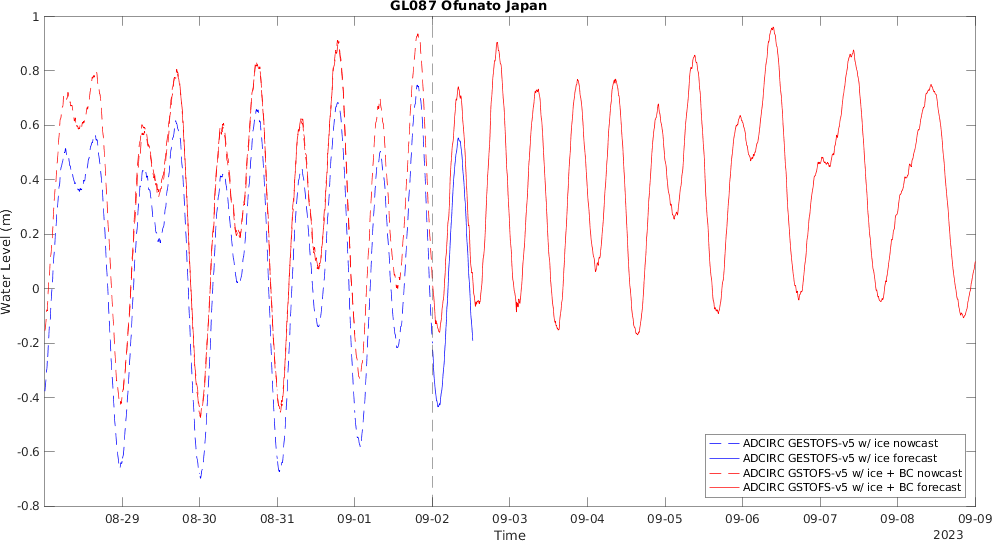 GL087 Ofunato Japan
1
0.8
0.6
0.4
0.2
0
-0.2
-0.4
-0.6
-0.8
Water Level (m)
ADCIRC GESTOFS-v5 w/ ice nowcast
ADCIRC GESTOFS-v5 w/ ice forecast
ADCIRC GSTOFS-v5 w/ ice + BC nowcast
ADCIRC GSTOFS-v5 w/ ice + BC forecast
08-29 08-30 08-31 09-01 09-02 09-03 09-04 09-05 09-06 09-07 09-08 09-09
Time
2023